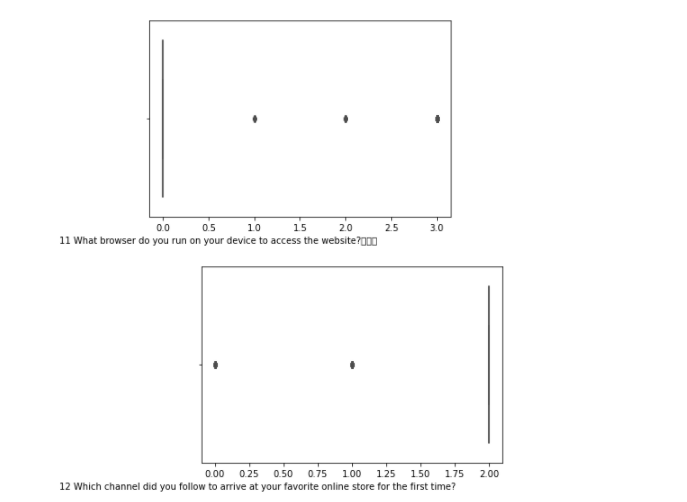 0.0 0.5 1.0 1.5 2.0 2.5 3.0
11 What browser do you run on your device to access the website?
0.00 0.25 0.50 0.75 1.00 1.25 1.50 1.75 2.00
12 Which channel did you follow to arrive at your favorite online store for the first time?